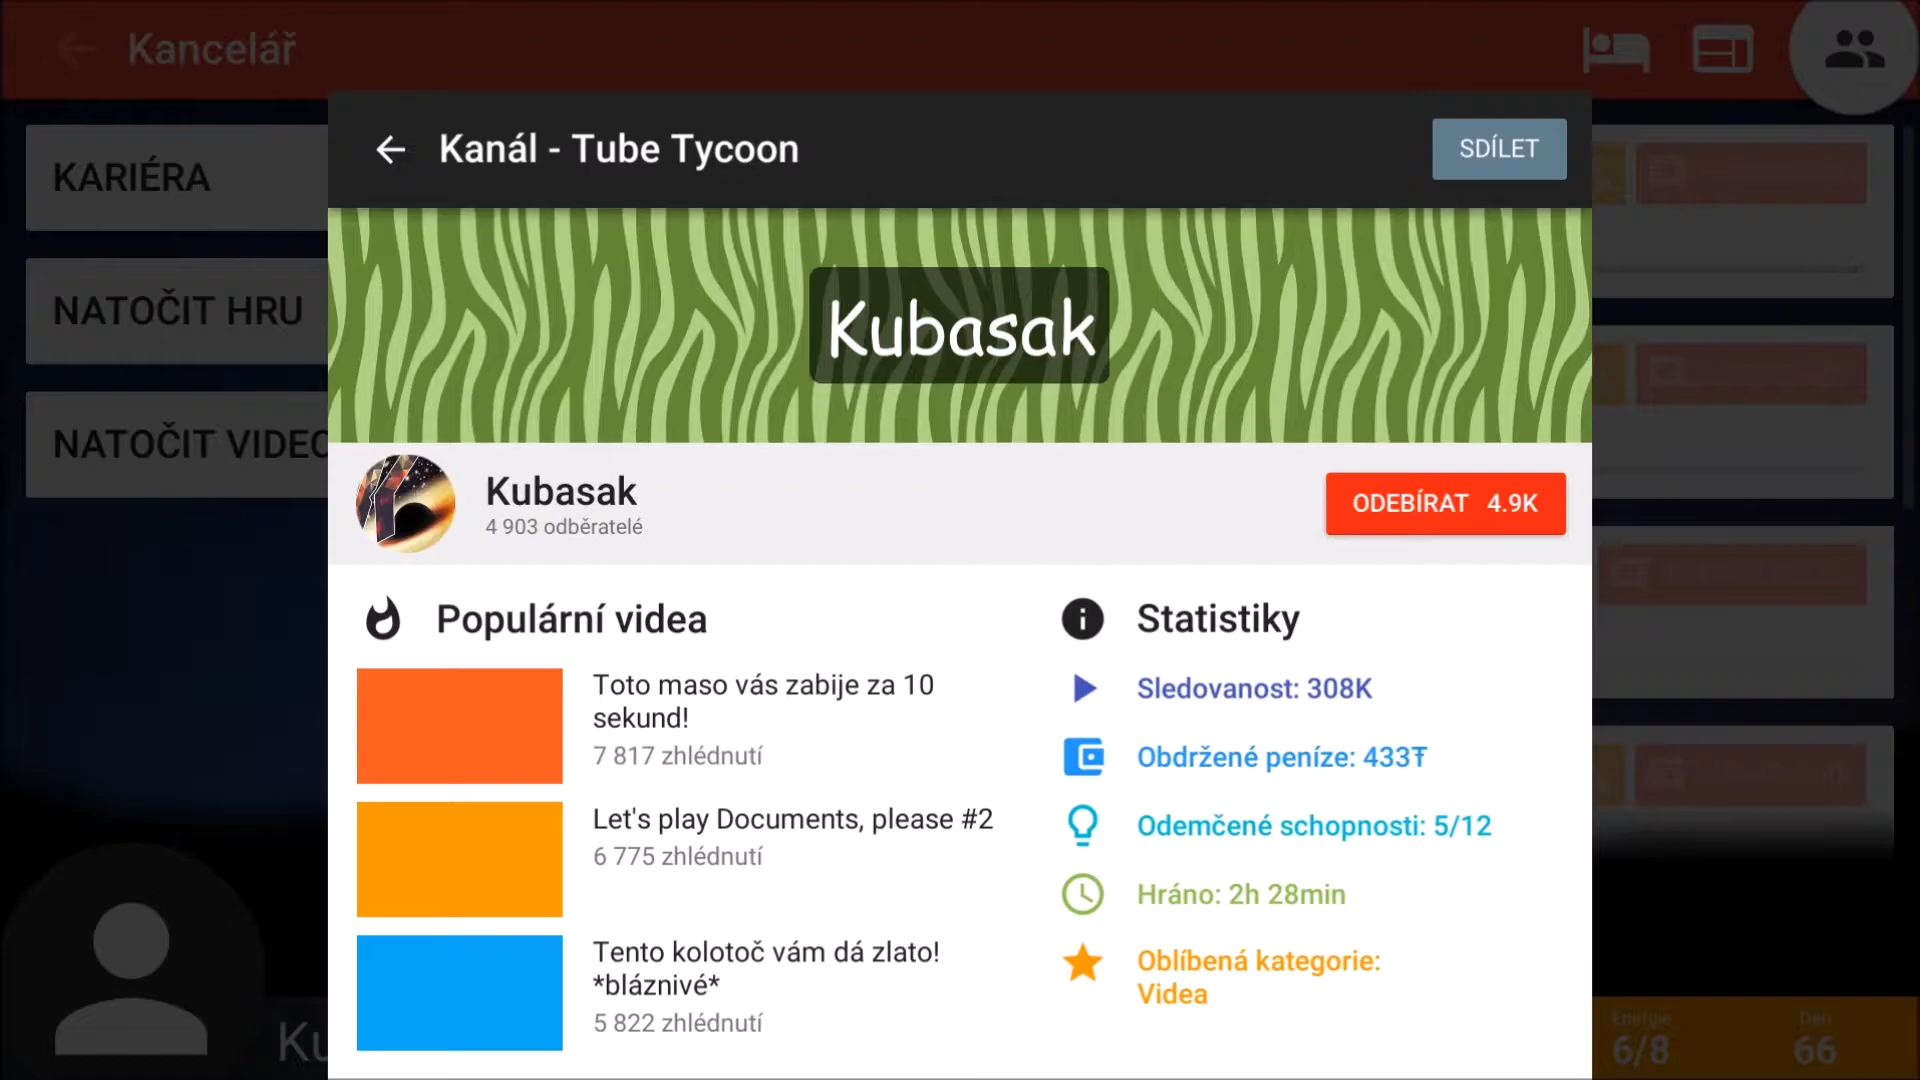 Kancelář
KARIÉRA
NATOČIT HRU
NATOČIT VIDEO
Kanál - Tube Tycoon
SDÍLET
Kubasak
Kubasak
4 903 odběratelé
ODEBÍRAT 4.9K
Populární videa
Toto maso vás zabije za 10
sekund!
7 817 zhlédnutí
Let's play Documents, please #2
6 775 zhlédnutí
Tento kolotoč vám dá zlato!
*bláznivé*
5 822 zhlédnutí
Statistiky
Sledovanost: 308K
Obdržené peníze: 433Ŧ
Odemčené schopnosti: 5/12
Hráno: 2h 28min
Oblíbená kategorie:
Videa
Ku
Energie
6/8
Den
66